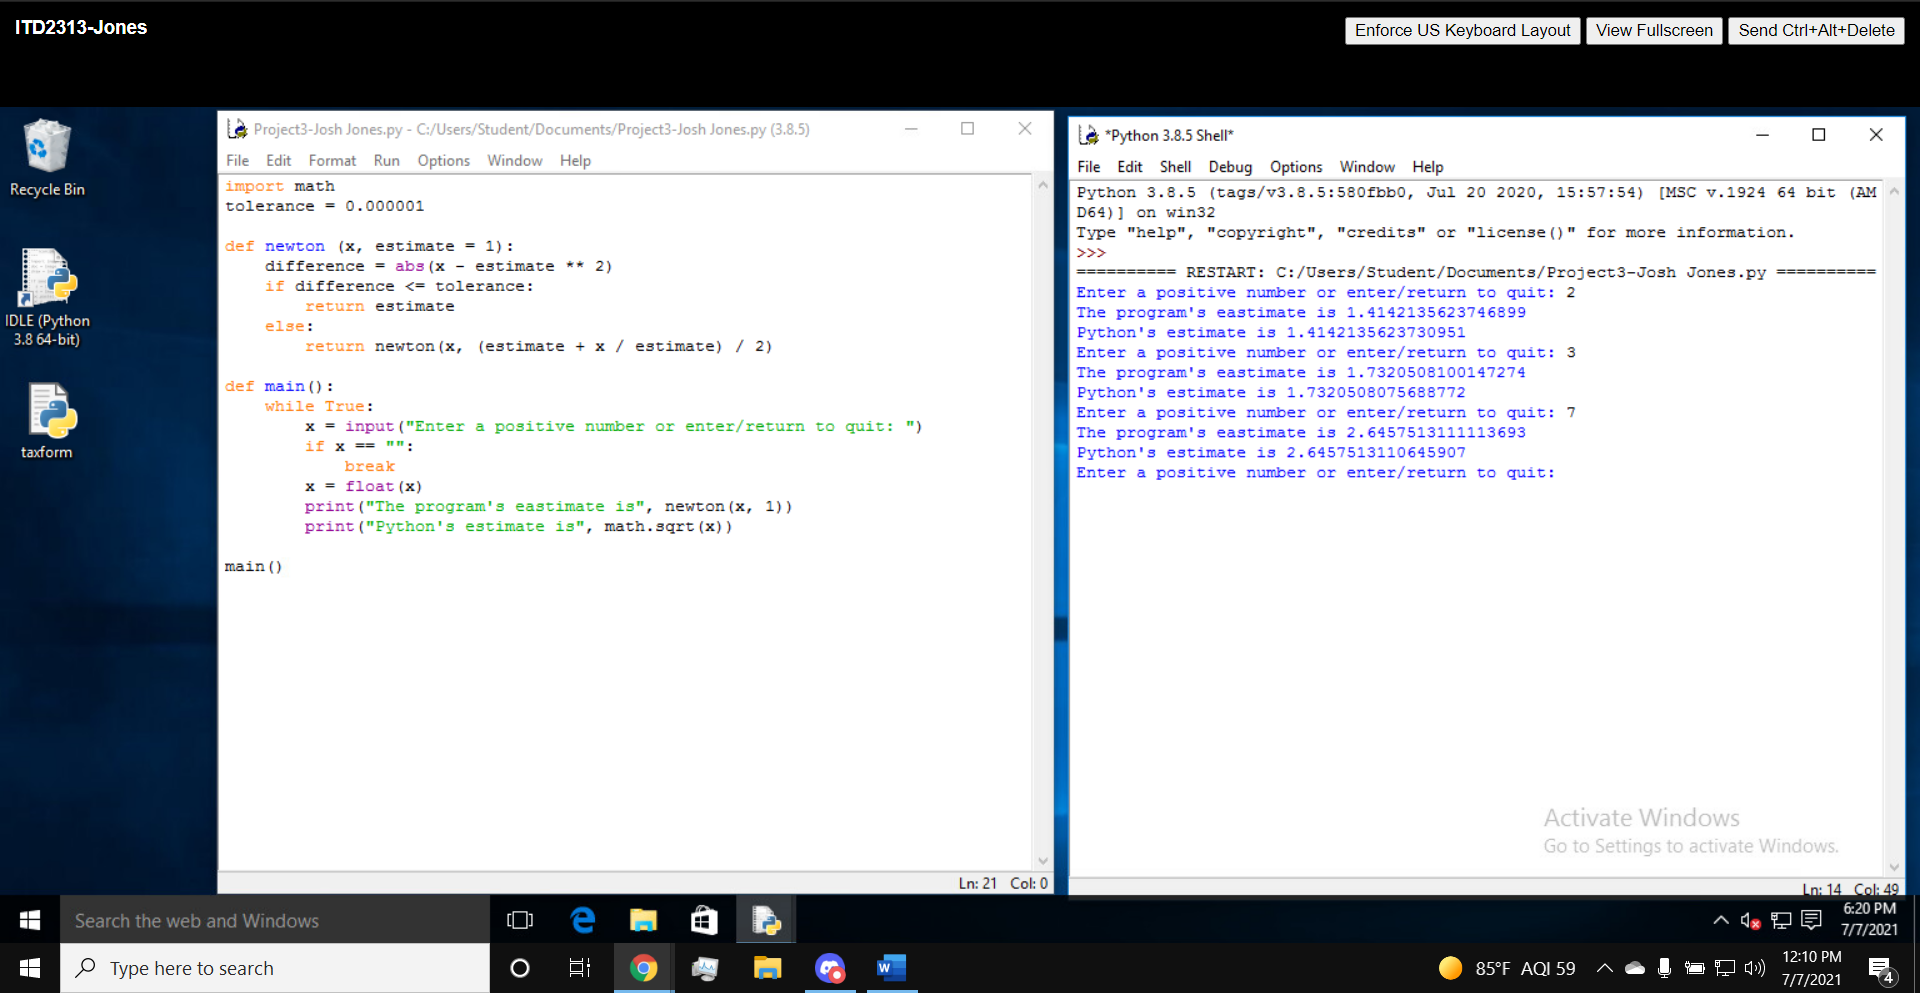 ITD2313-Jones
Enforce US Keyboard Layout
View Fullscreen
Send Ctrl+Alt+Delete
Recycle Bin
IDLE (Python
3.8 64-bit)
taxform
Project3-Josh Jones.py - C:/Users/Student/Documents/Project3-Josh Jones.py (3.8.5)
File Edit Format Run Options Window Help
import math
tolerance = 0.000001
def newton (x, estimate = 1):
    difference = abs(x - estimate ** 2)
    if difference <= tolerance:
        return estimate
    else:
        return newton(x, (estimate + x / estimate) / 2)
def main():
    while True:
        x = input("Enter a positive number or enter/return to quit: ")
        if x == "":
            break
        x = float(x)
        print("The program's eastimate is", newton(x, 1))
        print("Python's estimate is", math.sqrt(x))
main()
Ln: 21 Col: 0
*Python 3.8.5 Shell*
File Edit Shell Debug Options Window Help
Python 3.8.5 (tags/v3.8.5:580fbb0, Jul 20 2020, 15:57:54) [MSC v.1924 64 bit (AM
D64)] on win32
Type "help", "copyright", "credits" or "license()" for more information.
>>>
========== RESTART: C:/Users/Student/Documents/Project3-Josh Jones.py ==========
Enter a positive number or enter/return to quit: 2
The program's eastimate is 1.4142135623746899
Python's estimate is 1.4142135623730951
Enter a positive number or enter/return to quit: 3
The program's eastimate is 1.7320508100147274
Python's estimate is 1.7320508075688772
Enter a positive number or enter/return to quit: 7
The program's eastimate is 2.6457513111113693
Python's estimate is 2.6457513110645907
Enter a positive number or enter/return to quit:
Activate Windows
Go to Settings to activate Windows.
Ln: 14 Col: 49
Search the web and Windows
6:20 PM
7/7/2021
Type here to search
85°F AQI 59
12:10 PM
7/7/2021
4